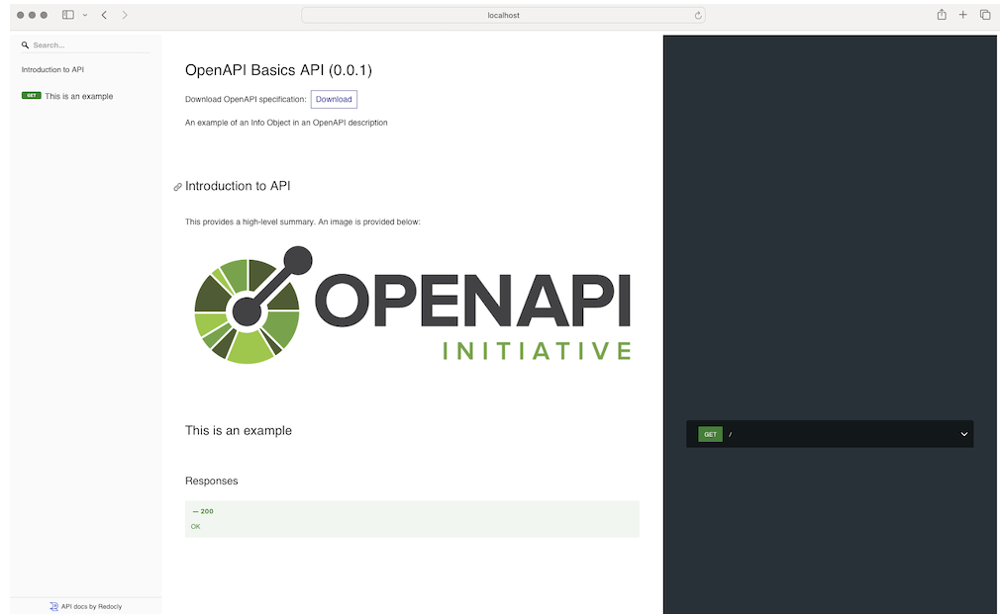 localhost
Search...
Introduction to API
GET This is an example
API docs by Redocly
OpenAPI Basics API (0.0.1)
Download OpenAPI specification: Download
An example of an Info Object in an OpenAPI description
Introduction to API
This provides a high-level summary. An image is provided below:
OPENAPI
INITIATIVE
This is an example
Responses
— 200
OK
GET /